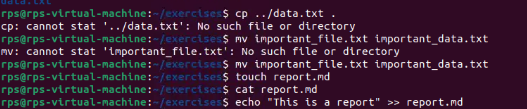 data.txt
rps@rps-virtual-machine:~/exercises$ cp ../data.txt .
cp: cannot stat '../data.txt': No such file or directory
rps@rps-virtual-machine:~/exercises$ mv important_file.txt important_data.txt
mv: cannot stat 'important_file.txt': No such file or directory
rps@rps-virtual-machine:~/exercises$ mv important_file.txt important_data.txt
rps@rps-virtual-machine:~/exercises$ touch report.md
rps@rps-virtual-machine:~/exercises$ cat report.md
rps@rps-virtual-machine:~/exercises$ echo "This is a report" >> report.md